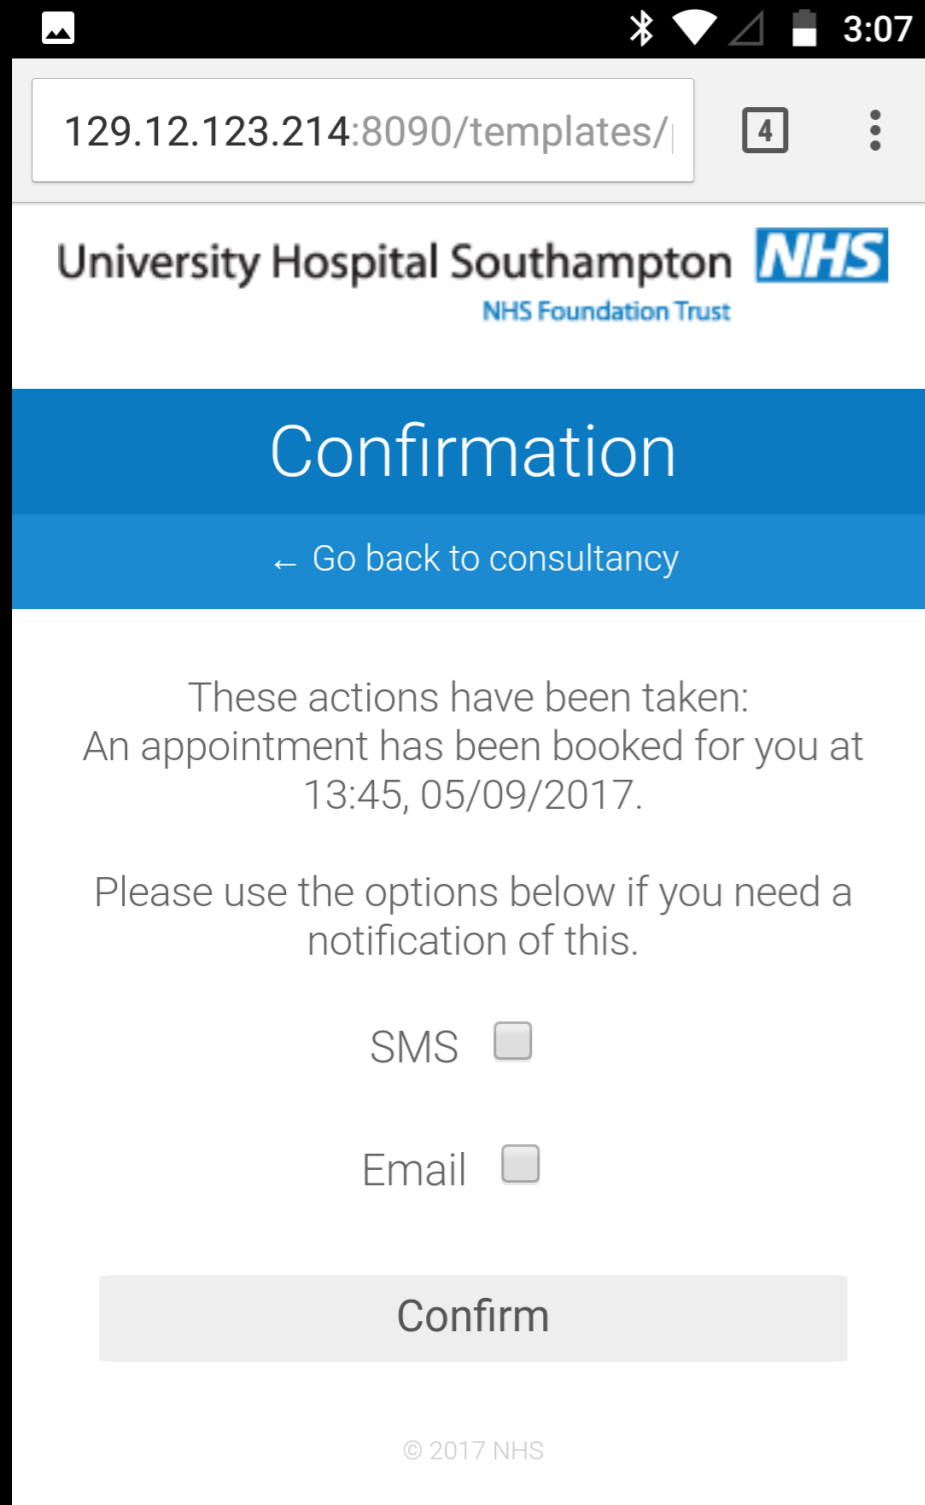 3:07
129.12.123.214:8090/templates/
4
University Hospital Southampton NHS
NHS Foundation Trust
Confirmation
← Go back to consultancy
These actions have been taken:
An appointment has been booked for you at
13:45, 05/09/2017.
Please use the options below if you need a
notification of this.
SMS
Email
Confirm
© 2017 NHS